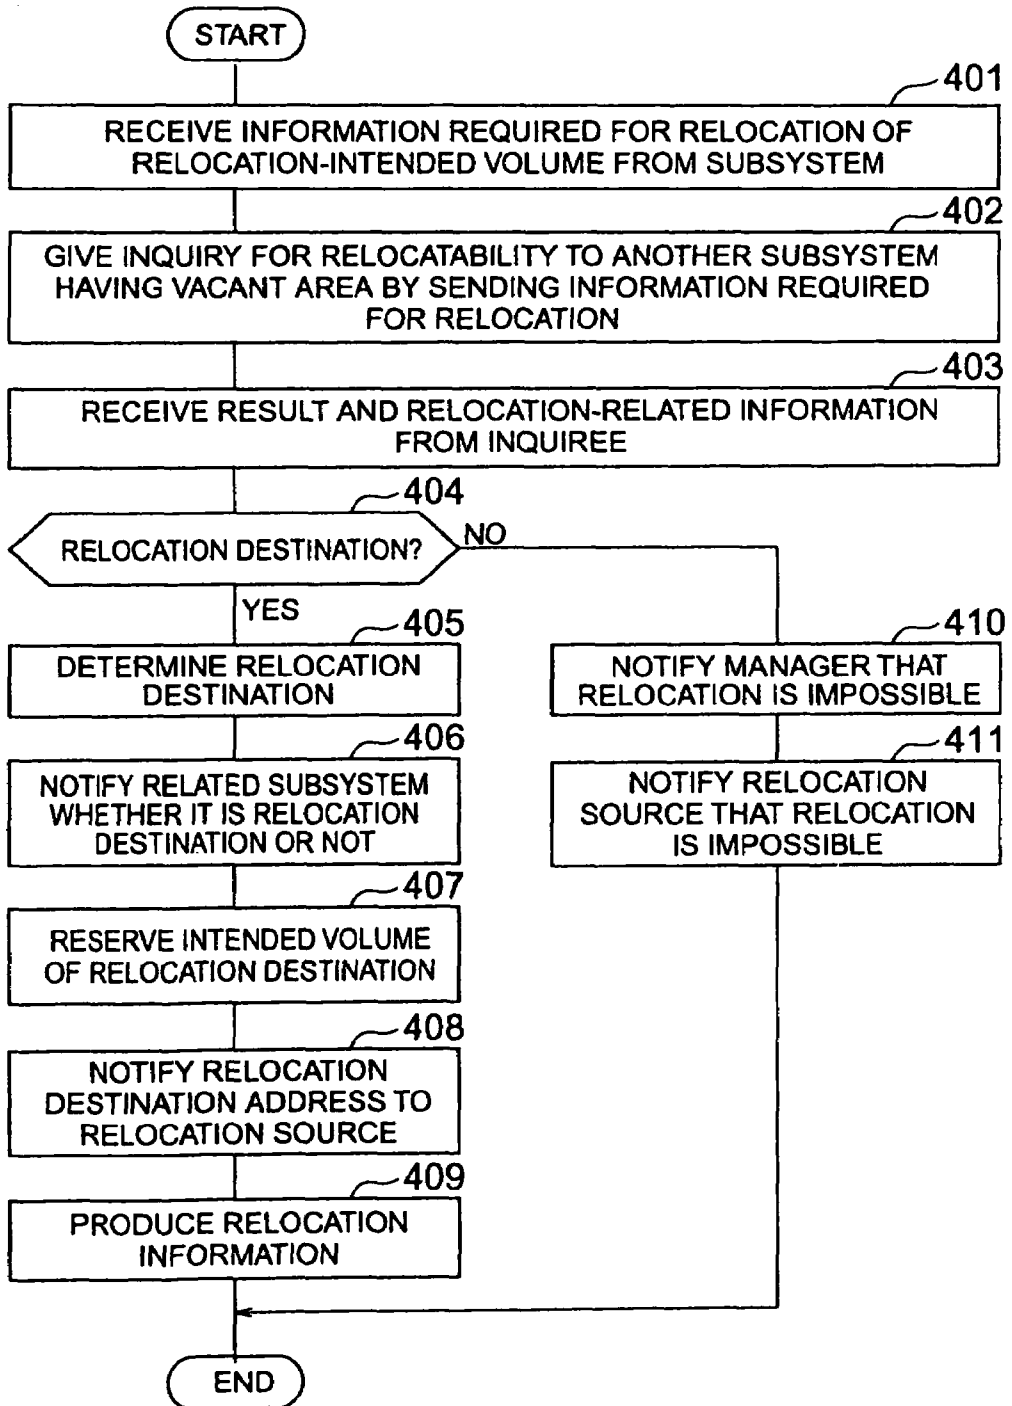 START
401
RECEIVE INFORMATION REQUIRED FOR RELOCATION OF
RELOCATION-INTENDED VOLUME FROM SUBSYSTEM
402
GIVE INQUIRY FOR RELOCATABILITY TO ANOTHER SUBSYSTEM
HAVING VACANT AREA BY SENDING INFORMATION REQUIRED
FOR RELOCATION
403
RECEIVE RESULT AND RELOCATION-RELATED INFORMATION
FROM INQUIREE
404
RELOCATION DESTINATION?
NO
YES
405
DETERMINE RELOCATION
DESTINATION
406
NOTIFY RELATED SUBSYSTEM
WHETHER IT IS RELOCATION
DESTINATION OR NOT
407
RESERVE INTENDED VOLUME
OF RELOCATION DESTINATION
408
NOTIFY RELOCATION
DESTINATION ADDRESS TO
RELOCATION SOURCE
409
PRODUCE RELOCATION
INFORMATION
410
NOTIFY MANAGER THAT
RELOCATION IS IMPOSSIBLE
411
NOTIFY RELOCATION
SOURCE THAT RELOCATION
IS IMPOSSIBLE
END